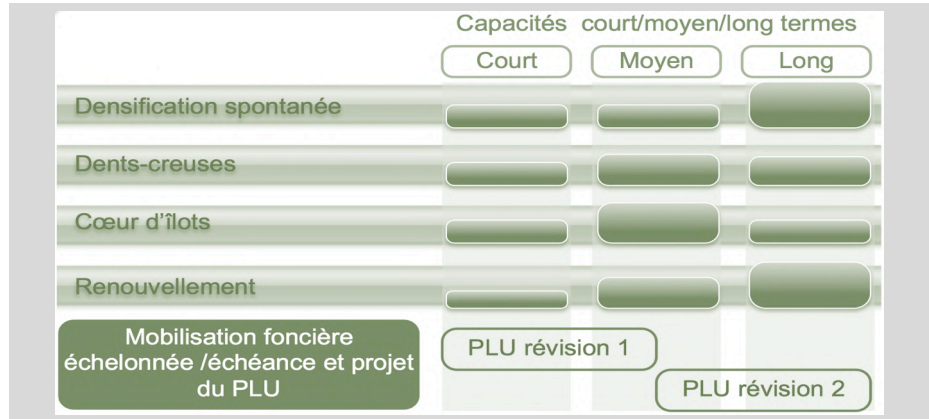 Capacités court/moyen/long termes
Court Moyen Long
Densification spontanée
Dents-creuses
Cœur d'îlots
Renouvellement
Mobilisation foncière
échelonnée /échéance et projet
du PLU
PLU révision 1
PLU révision 2